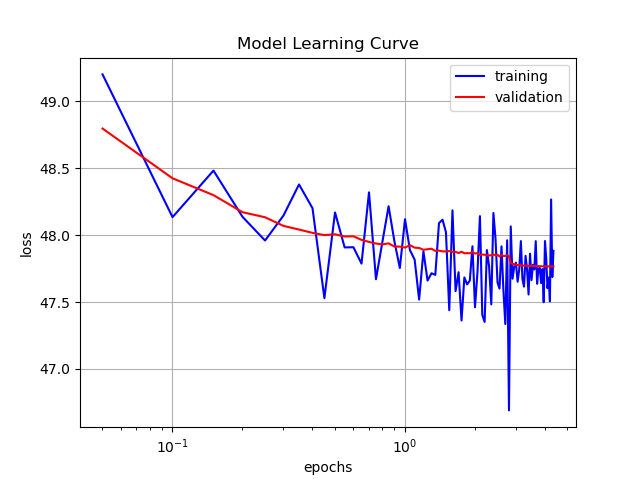 Model Learning Curve
training
validation
loss
49.0
48.5
48.0
47.5
47.0
10⁻¹
10⁰
epochs